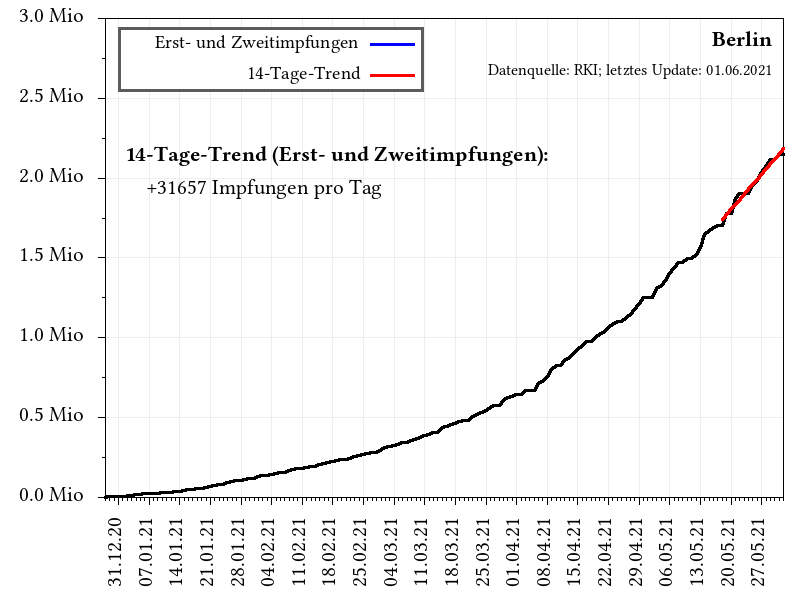 3.0 Mio
2.5 Mio
2.0 Mio
1.5 Mio
1.0 Mio
0.5 Mio
0.0 Mio
Erst- und Zweitimpfungen
14-Tage-Trend
Berlin
Datenquelle: RKI; letztes Update: 01.06.2021
14-Tage-Trend (Erst- und Zweitimpfungen):
+31657 Impfungen pro Tag
31.12.20
07.01.21
14.01.21
21.01.21
28.01.21
04.02.21
11.02.21
18.02.21
25.02.21
04.03.21
11.03.21
18.03.21
25.03.21
01.04.21
08.04.21
15.04.21
22.04.21
29.04.21
06.05.21
13.05.21
20.05.21
27.05.21